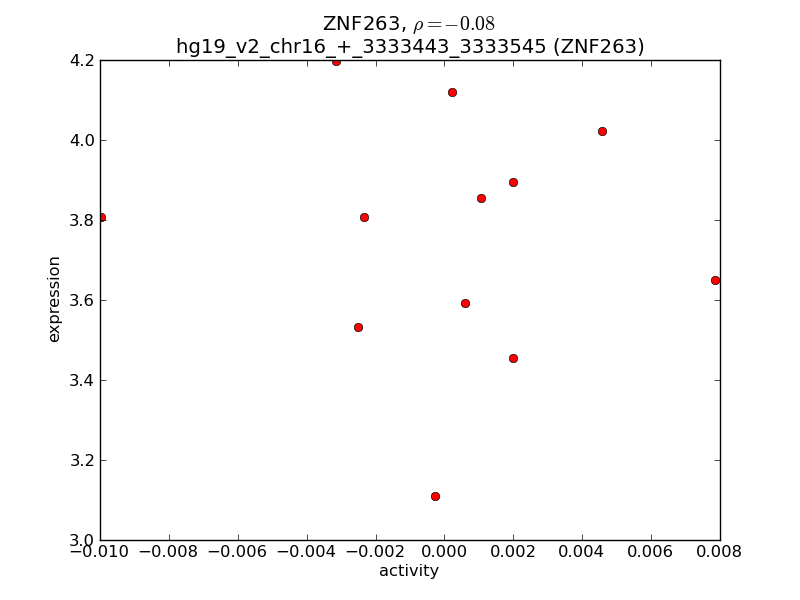 ZNF263, ρ = −0.08
hg19_v2_chr16_+_3333443_3333545 (ZNF263)
4.2
4.0
3.8
3.6
3.4
3.2
3.0
expression
−0.010 −0.008 −0.006 −0.004 −0.002 0.000 0.002 0.004 0.006 0.008
activity